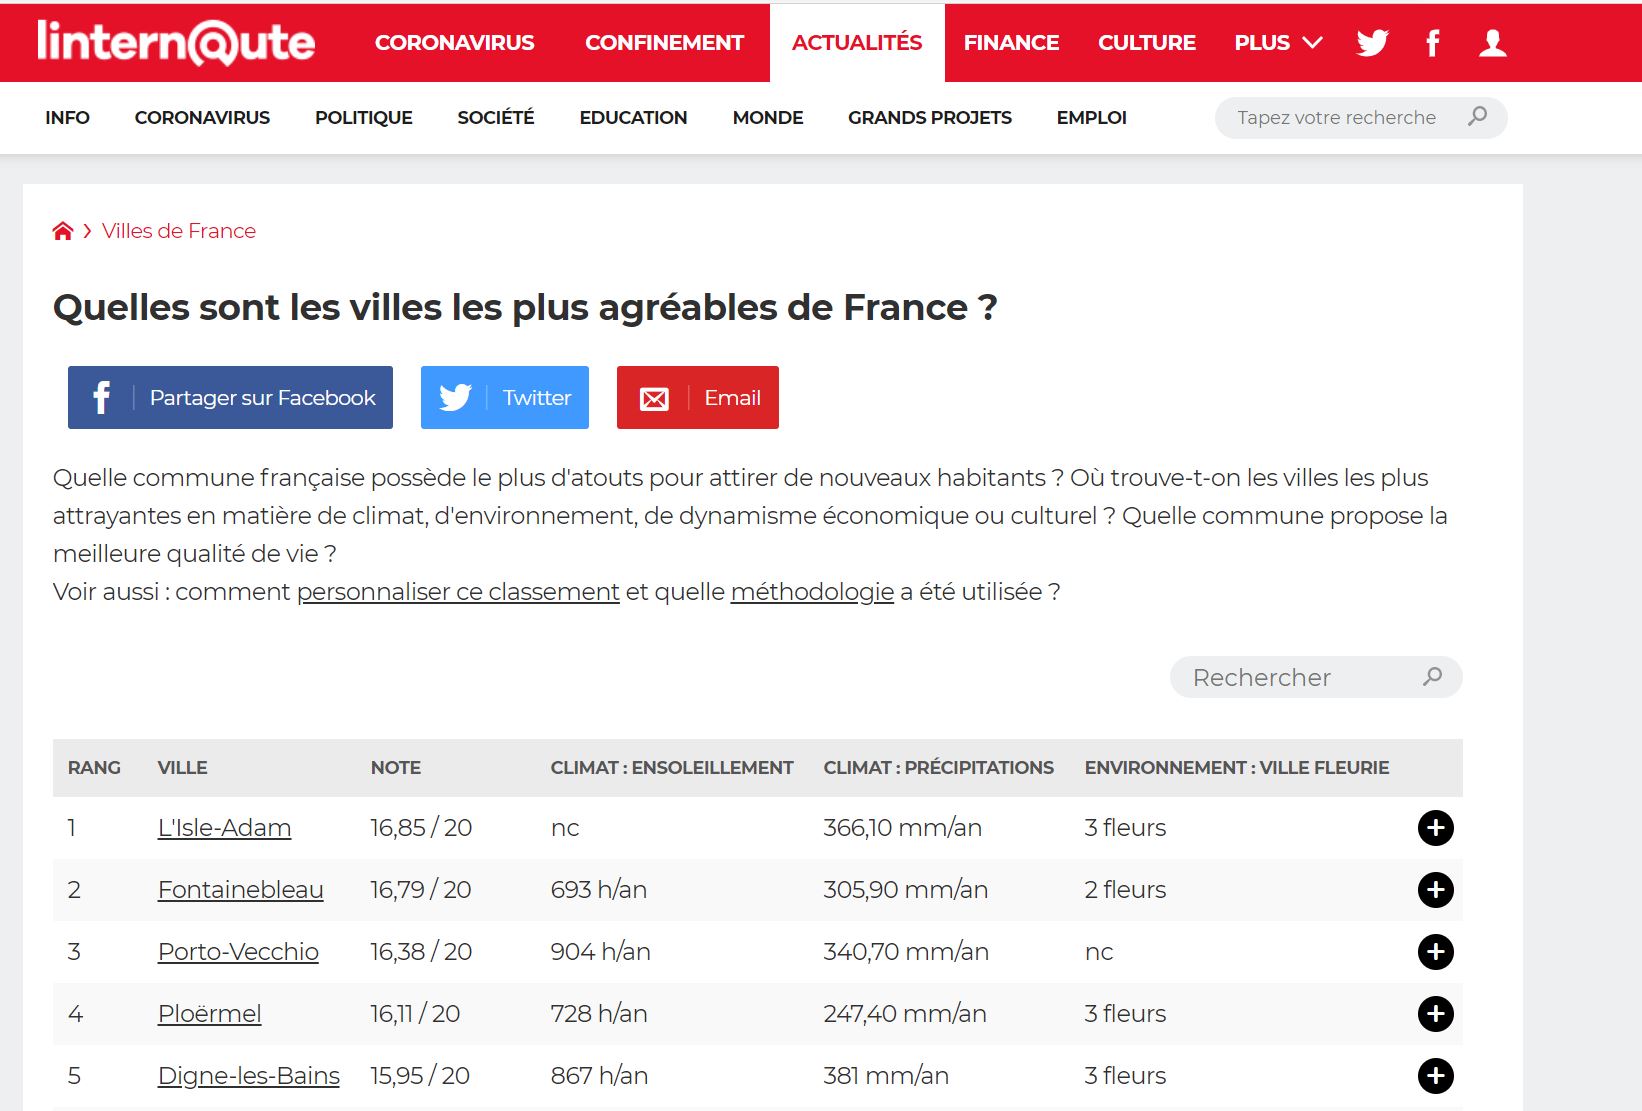 lintern@ute
CORONAVIRUS CONFINEMENT ACTUALITÉS FINANCE CULTURE PLUS
INFO CORONAVIRUS POLITIQUE SOCIÉTÉ EDUCATION MONDE GRANDS PROJETS EMPLOI Tapez votre recherche
Villes de France
Quelles sont les villes les plus agréables de France ?
Partager sur Facebook Twitter Email
Quelle commune française possède le plus d'atouts pour attirer de nouveaux habitants ? Où trouve-t-on les villes les plus
attrayantes en matière de climat, d'environnement, de dynamisme économique ou culturel ? Quelle commune propose la
meilleure qualité de vie ?
Voir aussi : comment personnaliser ce classement et quelle méthodologie a été utilisée ?
Rechercher
RANG VILLE NOTE CLIMAT : ENSOLEILLEMENT CLIMAT : PRÉCIPITATIONS ENVIRONNEMENT : VILLE FLEURIE
1 L'Isle-Adam 16,85 / 20 nc 366,10 mm/an 3 fleurs
2 Fontainebleau 16,79 / 20 693 h/an 305,90 mm/an 2 fleurs
3 Porto-Vecchio 16,38 / 20 904 h/an 340,70 mm/an nc
4 Ploërmel 16,11 / 20 728 h/an 247,40 mm/an 3 fleurs
5 Digne-les-Bains 15,95 / 20 867 h/an 381 mm/an 3 fleurs